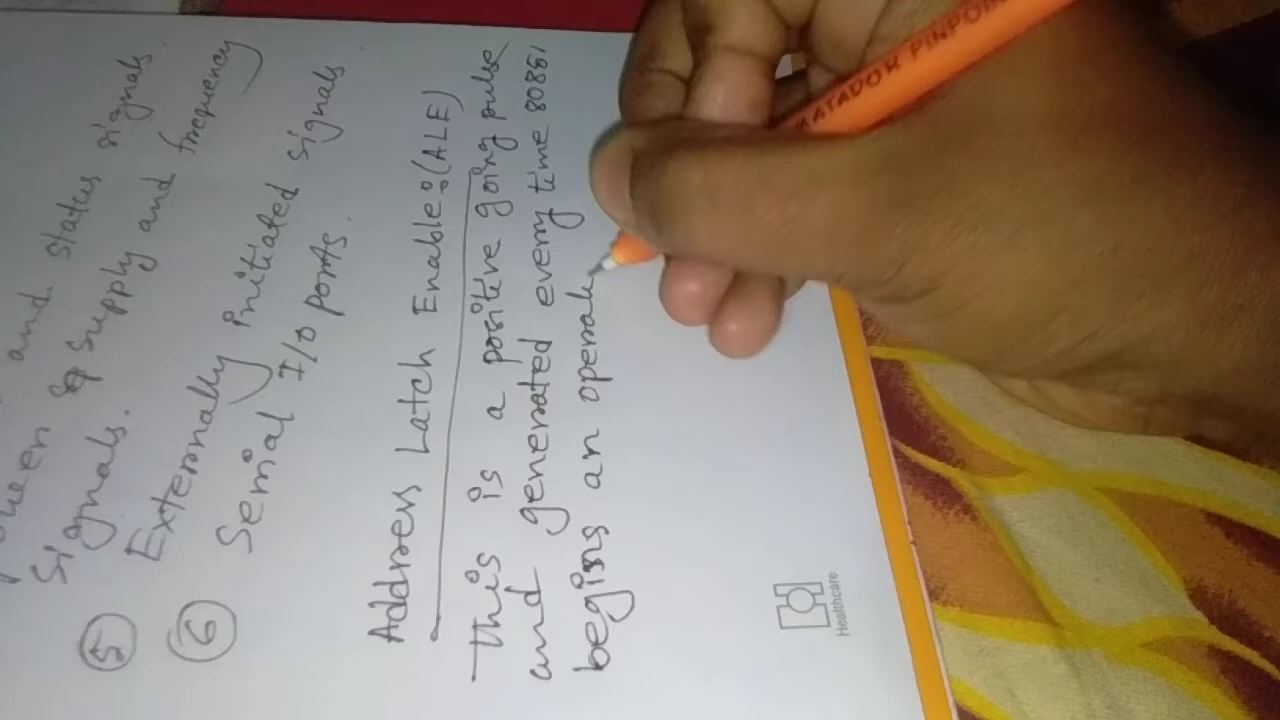 and status signals.
Supply and frequency
signals.
⑤ Externally initiated signals
⑥ Serial I/O ports.
Address Latch Enable:(ALE)
This is a positive going pulse
and generated every time 8085
begins an operat
Healthcare
MATADOR PINPOIN